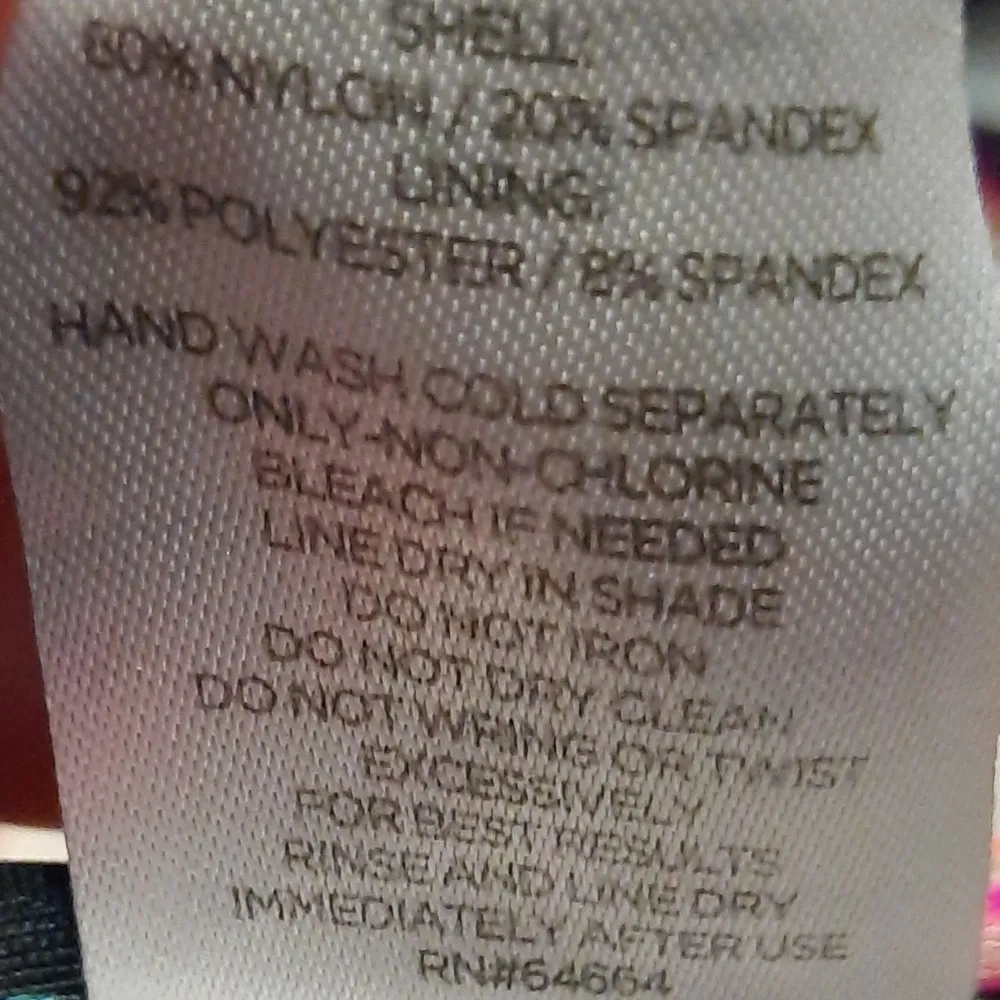 SHELL:
80% NYLON / 20% SPANDEX
LINING:
92% POLYESTER / 8% SPANDEX
HAND WASH COLD SEPARATELY
ONLY-NON-CHLORINE
BLEACH IF NEEDED
LINE DRY IN SHADE
DO NOT IRON
DO NOT DRY CLEAN
DO NOT WRING OR TWIST
EXCESSIVELY
FOR BEST RESULTS
RINSE AND LINE DRY
IMMEDIATELY AFTER USE
RN#64664